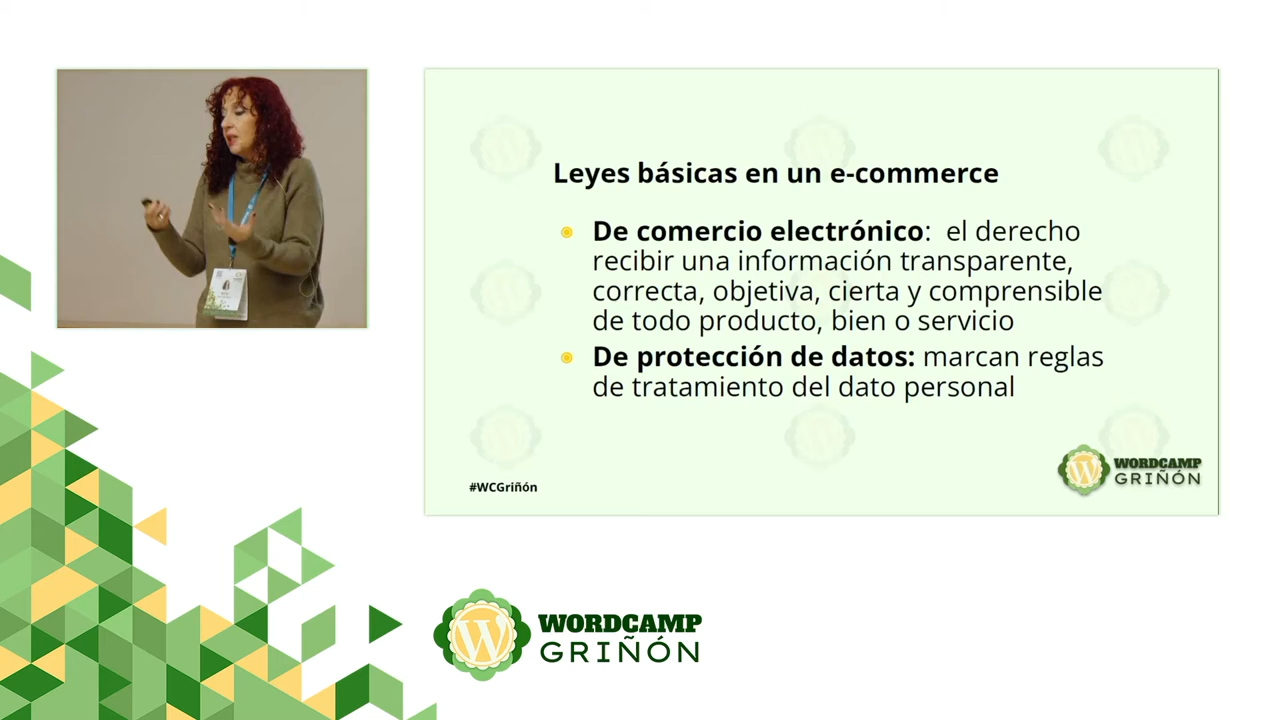 Leyes básicas en un e-commerce
De comercio electrónico: el derecho
recibir una información transparente,
correcta, objetiva, cierta y comprensible
de todo producto, bien o servicio
De protección de datos: marcan reglas
de tratamiento del dato personal
#WCGriñón
WORDCAMP
GRIÑÓN
WORDCAMP
GRIÑÓN